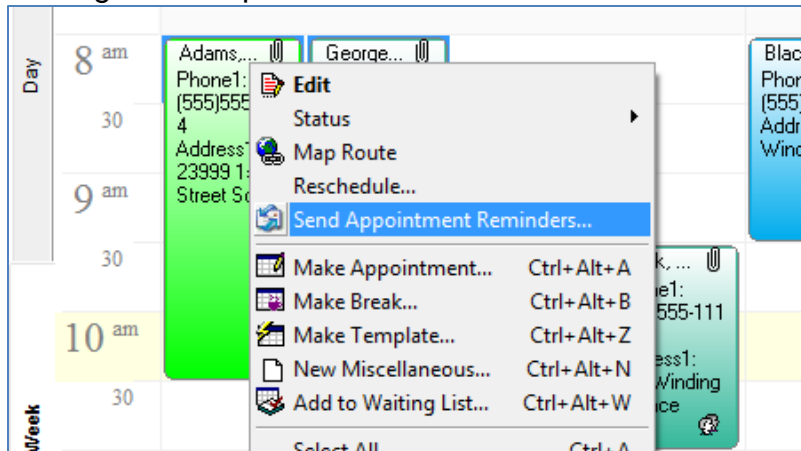 Day
8 am
30
9 am
30
10 am
30
Week
Adams,...
Phone1:
(555)555
4
Address
23999 1
Street So
George...
Edit
Status
Map Route
Reschedule...
Send Appointment Reminders...
Make Appointment... Ctrl+Alt+A
Make Break... Ctrl+Alt+B
Make Template... Ctrl+Alt+Z
New Miscellaneous... Ctrl+Alt+N
Add to Waiting List... Ctrl+Alt+W
Select All Ctrl+A
k, ...
ne1:
555-111
ess1:
Winding
ce
Blac
Phor
(555)
Addr
Wind